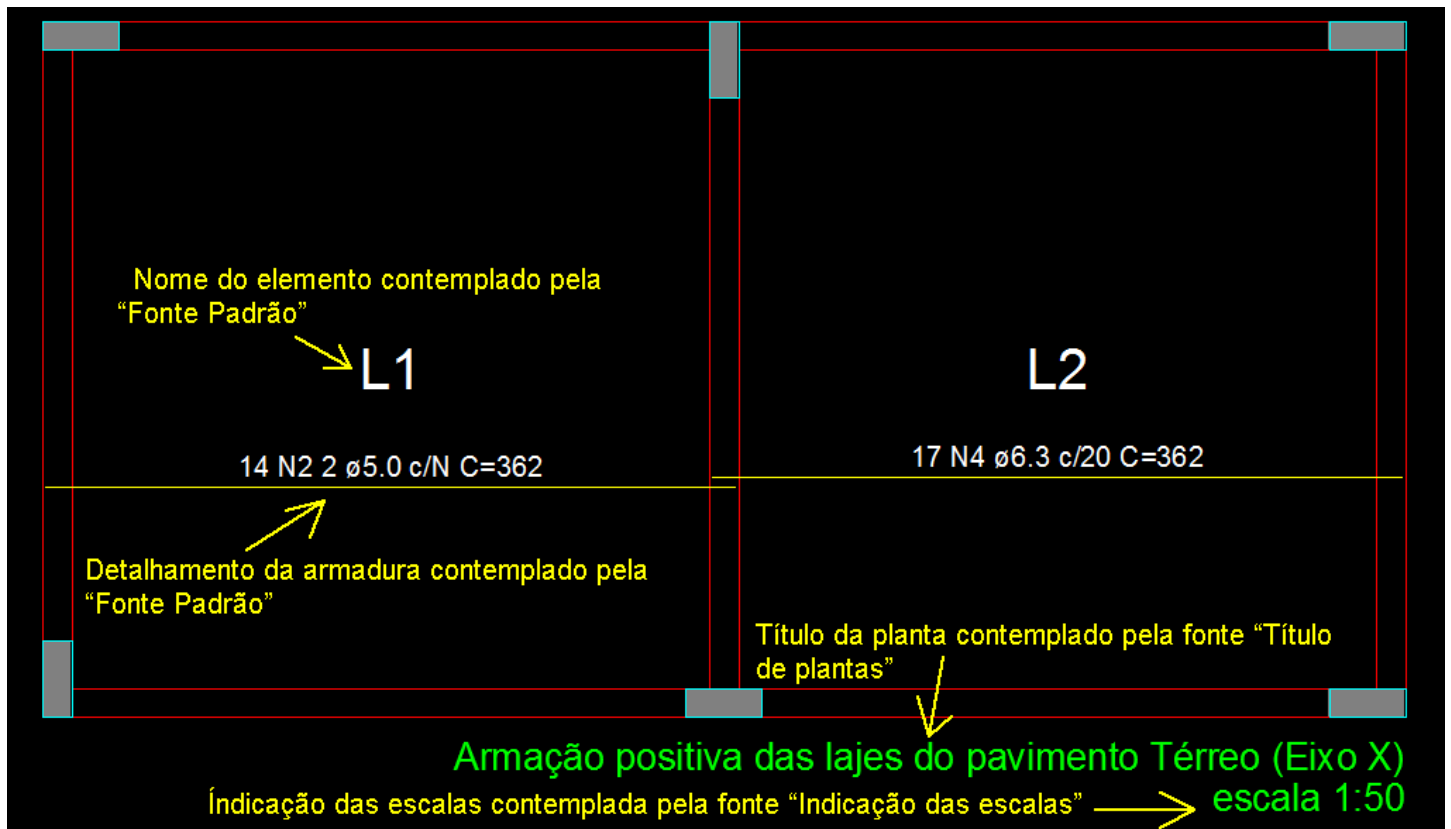 Nome do elemento contemplado pela
“Fonte Padrão”
L1
L2
14 N2 2 ø5.0 c/N C=362
17 N4 ø6.3 c/20 C=362
Detalhamento da armadura contemplado pela
“Fonte Padrão”
Título da planta contemplado pela fonte “Título
de plantas”
Armação positiva das lajes do pavimento Térreo (Eixo X)
Índicação das escalas contemplada pela fonte “Indicação das escalas”
escala 1:50